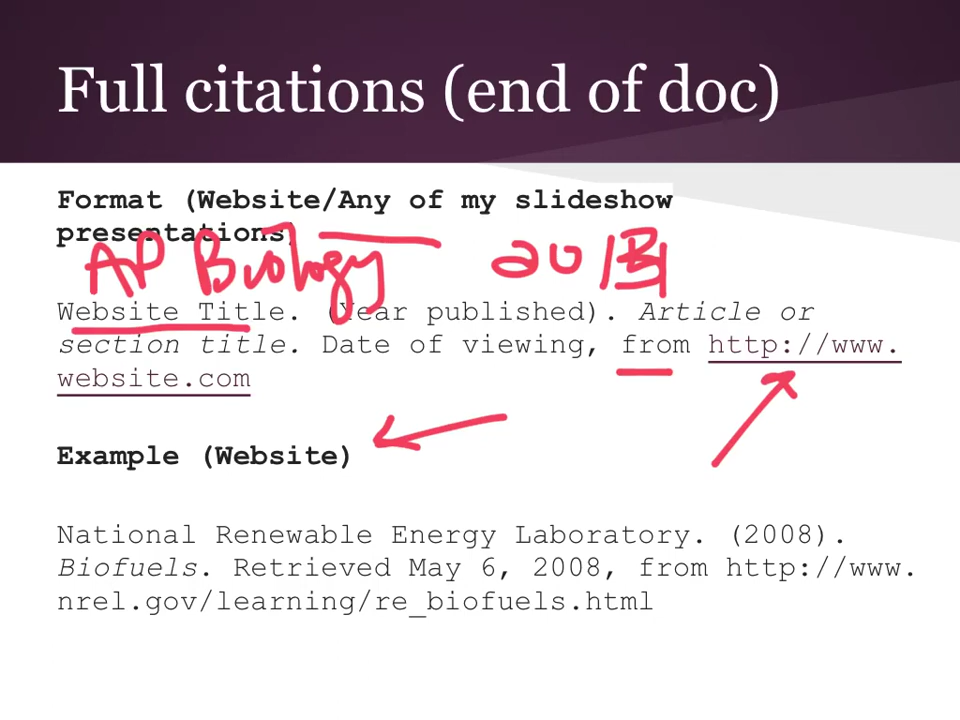 Full citations (end of doc)
Format (Website/Any of my slideshow
presentations)
AP Biology 201
Website Title. (Year published). Article or
section title. Date of viewing, from http://www.
website.com
Example (Website)
National Renewable Energy Laboratory. (2008).
Biofuels. Retrieved May 6, 2008, from http://www.
nrel.gov/learning/re_biofuels.html